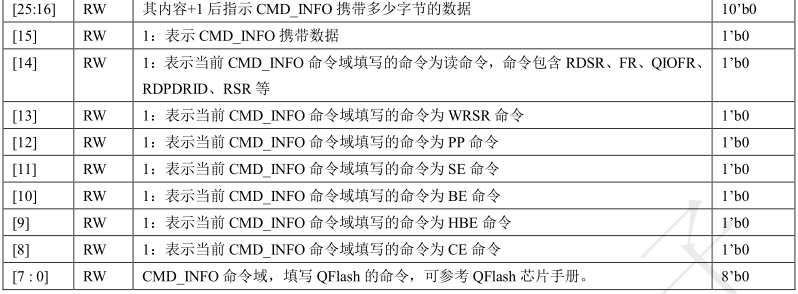 [25:16] RW 其内容+1 后指示 CMD_INFO 携带多少字节的数据 10’b0
[15] RW 1：表示 CMD_INFO 携带数据 1’b0
[14] RW 1：表示当前 CMD_INFO 命令域填写的命令为读命令，命令包含 RDSR、FR、QIOFR、 1’b0
RDPDRID、RSR 等
[13] RW 1：表示当前 CMD_INFO 命令域填写的命令为 WRSR 命令 1’b0
[12] RW 1：表示当前 CMD_INFO 命令域填写的命令为 PP 命令 1’b0
[11] RW 1：表示当前 CMD_INFO 命令域填写的命令为 SE 命令 1’b0
[10] RW 1：表示当前 CMD_INFO 命令域填写的命令为 BE 命令 1’b0
[9] RW 1：表示当前 CMD_INFO 命令域填写的命令为 HBE 命令 1’b0
[8] RW 1：表示当前 CMD_INFO 命令域填写的命令为 CE 命令 1’b0
[7 : 0] RW CMD_INFO 命令域，填写 QFlash 的命令，可参考 QFlash 芯片手册。 8’b0